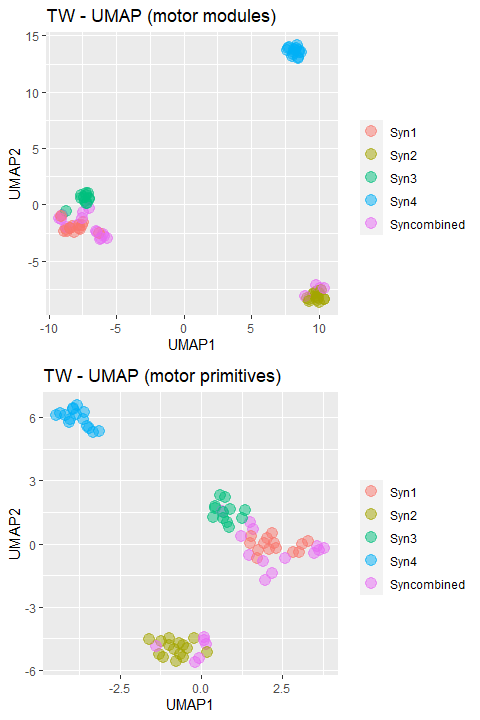 TW - UMAP (motor modules)
15
10
5
0
-5
UMAP2
-10
-5
0
5
10
UMAP1
Syn1
Syn2
Syn3
Syn4
Syncombined
TW - UMAP (motor primitives)
6
3
0
-3
-6
UMAP2
-2.5
0.0
2.5
UMAP1
Syn1
Syn2
Syn3
Syn4
Syncombined